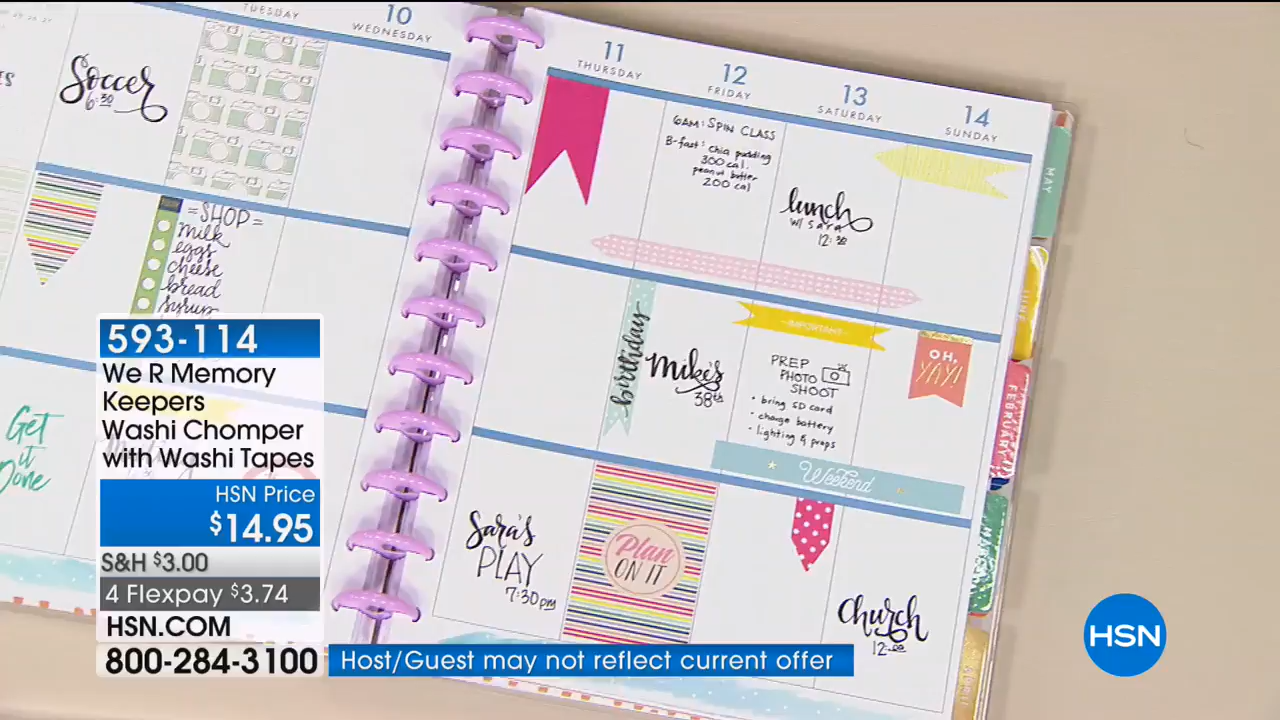 TUESDAY
10
WEDNESDAY
Soccer
6:30
=SHOP=
milk
eggs
cheese
bread
syrup
Get
it
Done
11
THURSDAY
12
FRIDAY
13
SATURDAY
14
SUNDAY
6AM: SPIN CLASS
B-fast: chia pudding
300 cal.
peanut butter
200 cal
lunch
w/ SARA
12:30
birthday
Mike's
38th
IMPORTANT
PREP
PHOTO
SHOOT
• bring SD card
• charge battery
• lighting & props
OH,
YAY!
Weekend
Sara's
PLAY
7:30pm
Plan
ON IT
Church
12:00
MAY
JUNE
FEBRUARY
593-114
We R Memory
Keepers
Washi Chomper
with Washi Tapes
HSN Price
$14.95
S&H $3.00
4 Flexpay $3.74
HSN.COM
800-284-3100
Host/Guest may not reflect current offer
HSN